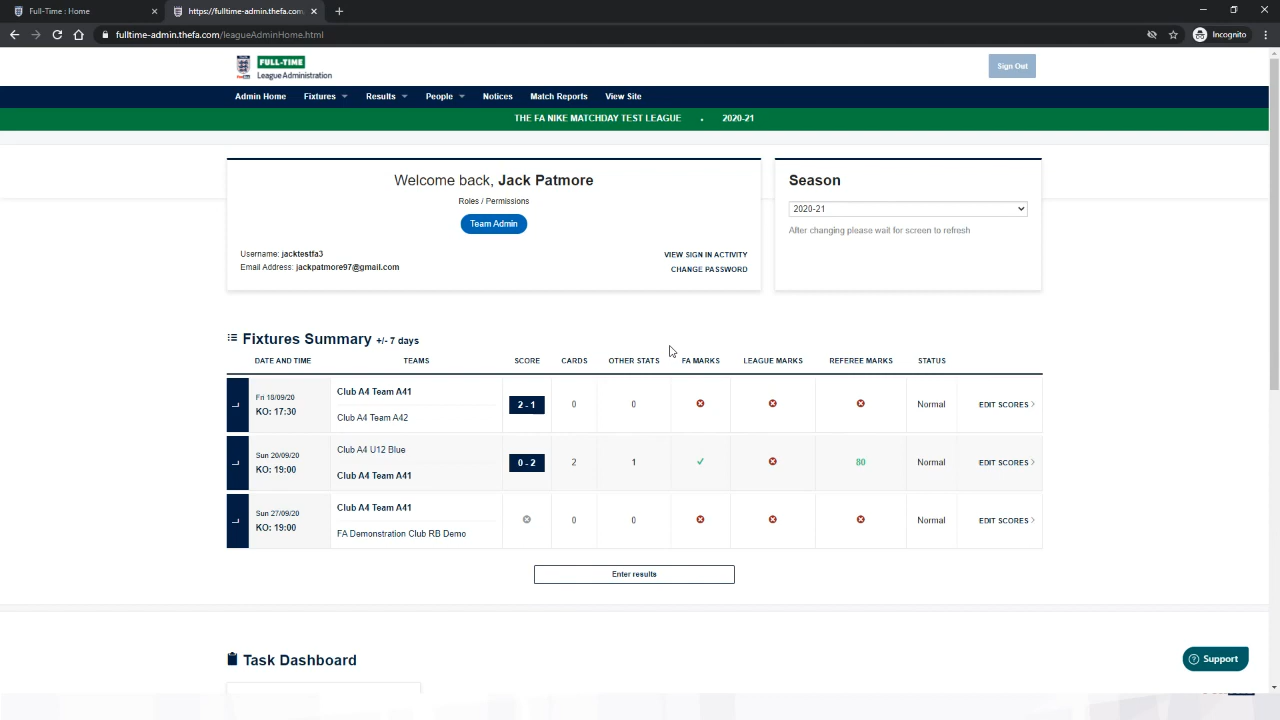 Full-Time : Home
https://fulltime-admin.thefa.com
fulltime-admin.thefa.com/leagueAdminHome.html
Incognito
FULL-TIME
League Administration
Sign Out
Admin Home Fixtures Results People Notices Match Reports View Site
THE FA NIKE MATCHDAY TEST LEAGUE . 2020-21
Welcome back, Jack Patmore
Roles / Permissions
Team Admin
Username: jacktestfa3
Email Address: jackpatmore97@gmail.com
VIEW SIGN IN ACTIVITY
CHANGE PASSWORD
Season
2020-21
After changing please wait for screen to refresh
Fixtures Summary +/- 7 days
DATE AND TIME TEAMS SCORE CARDS OTHER STATS FA MARKS LEAGUE MARKS REFEREE MARKS STATUS
L Fri 18/09/20
KO: 17:30
Club A4 Team A41
Club A4 Team A42
2 - 1 0 0 Normal EDIT SCORES
L Sun 20/09/20
KO: 19:00
Club A4 U12 Blue
Club A4 Team A41
0 - 2 2 1 80 Normal EDIT SCORES
L Sun 27/09/20
KO: 19:00
Club A4 Team A41
FA Demonstration Club RB Demo
0 0 Normal EDIT SCORES
Enter results
Task Dashboard
Support